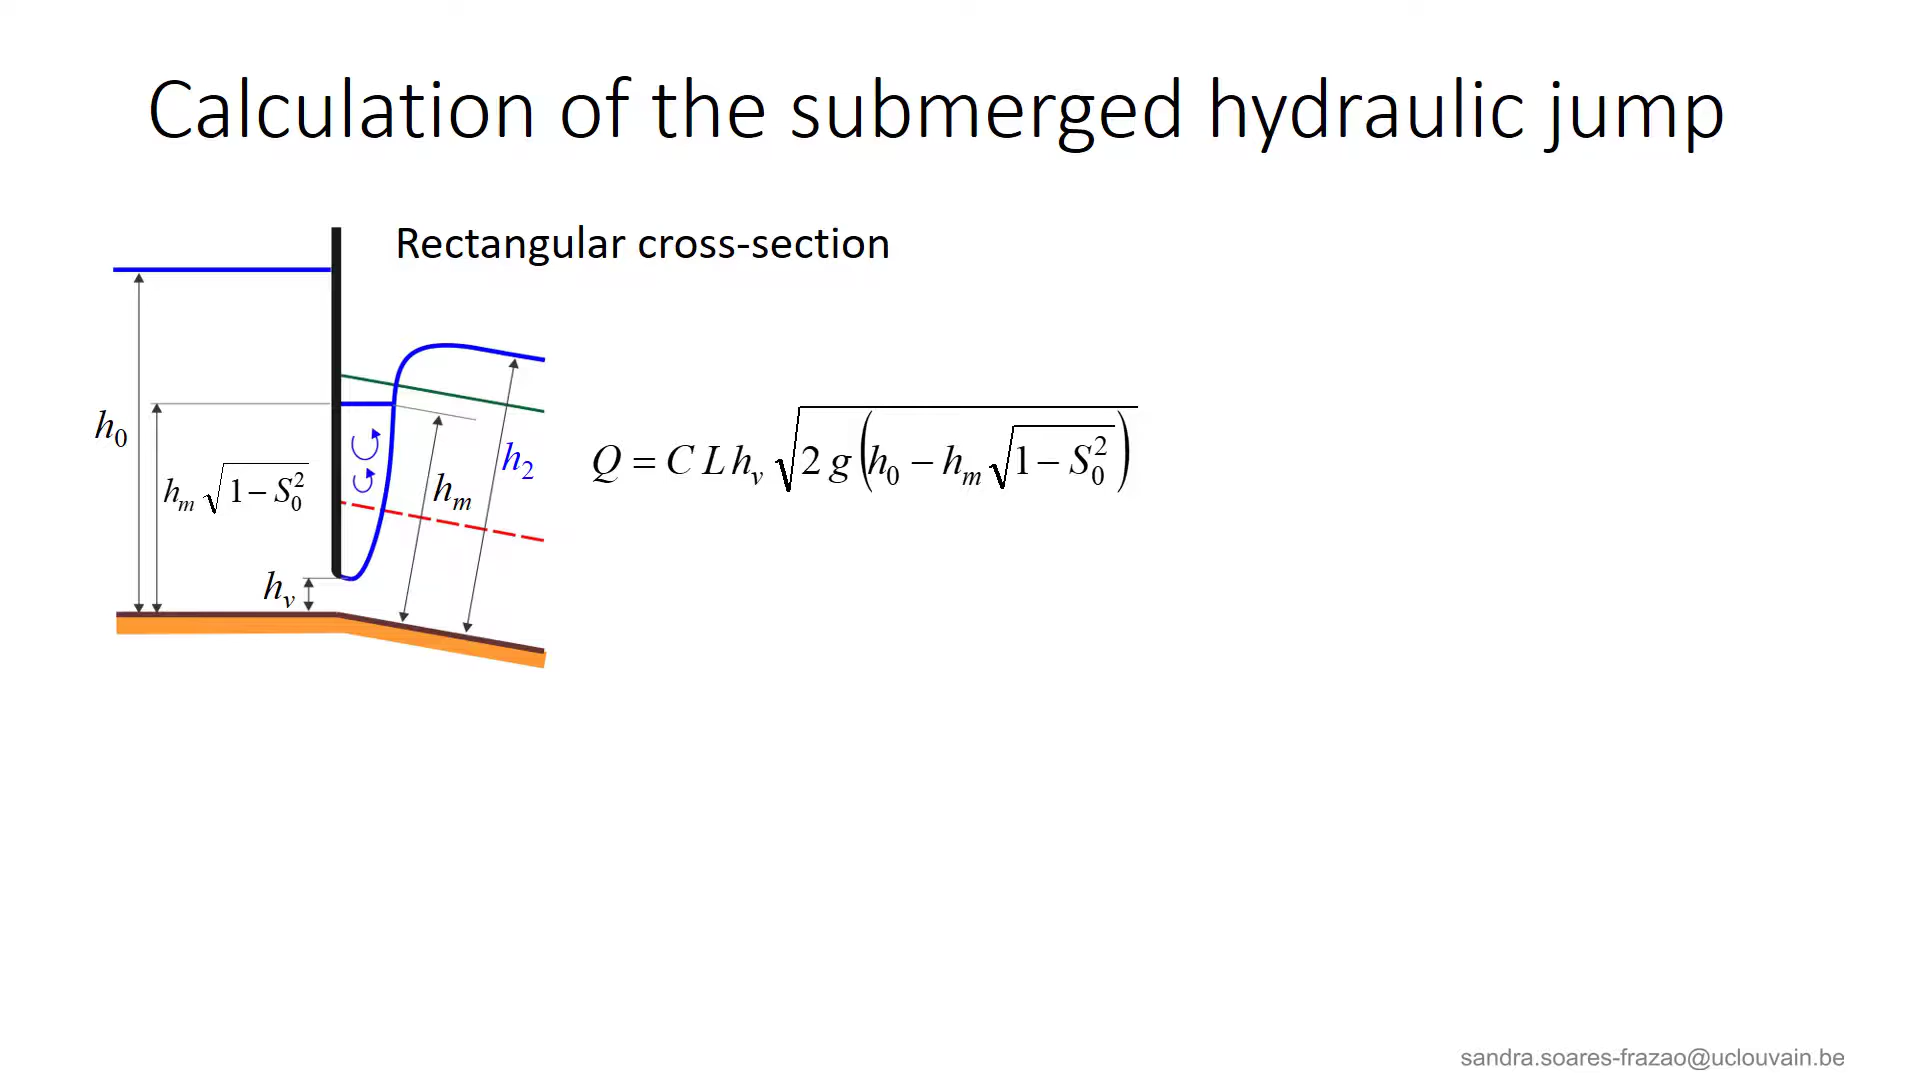 Calculation of the submerged hydraulic jump
Rectangular cross-section
h₀
h₂
Q = C L hᵥ √(2 g (h₀ − hₘ √(1 − S₀²)))
hₘ √(1 − S₀²)
hₘ
hᵥ
sandra.soares-frazao@uclouvain.be